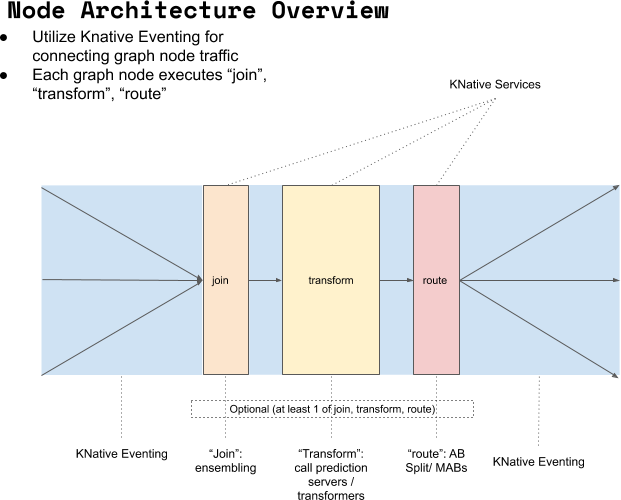 Node Architecture Overview
● Utilize Knative Eventing for
connecting graph node traffic
● Each graph node executes “join”,
“transform”, “route”
KNative Services
join
transform
route
Optional (at least 1 of join, transform, route)
KNative Eventing
“Join”:
ensembling
“Transform”:
call prediction
servers /
transformers
“route”: AB
Split/ MABs
KNative Eventing